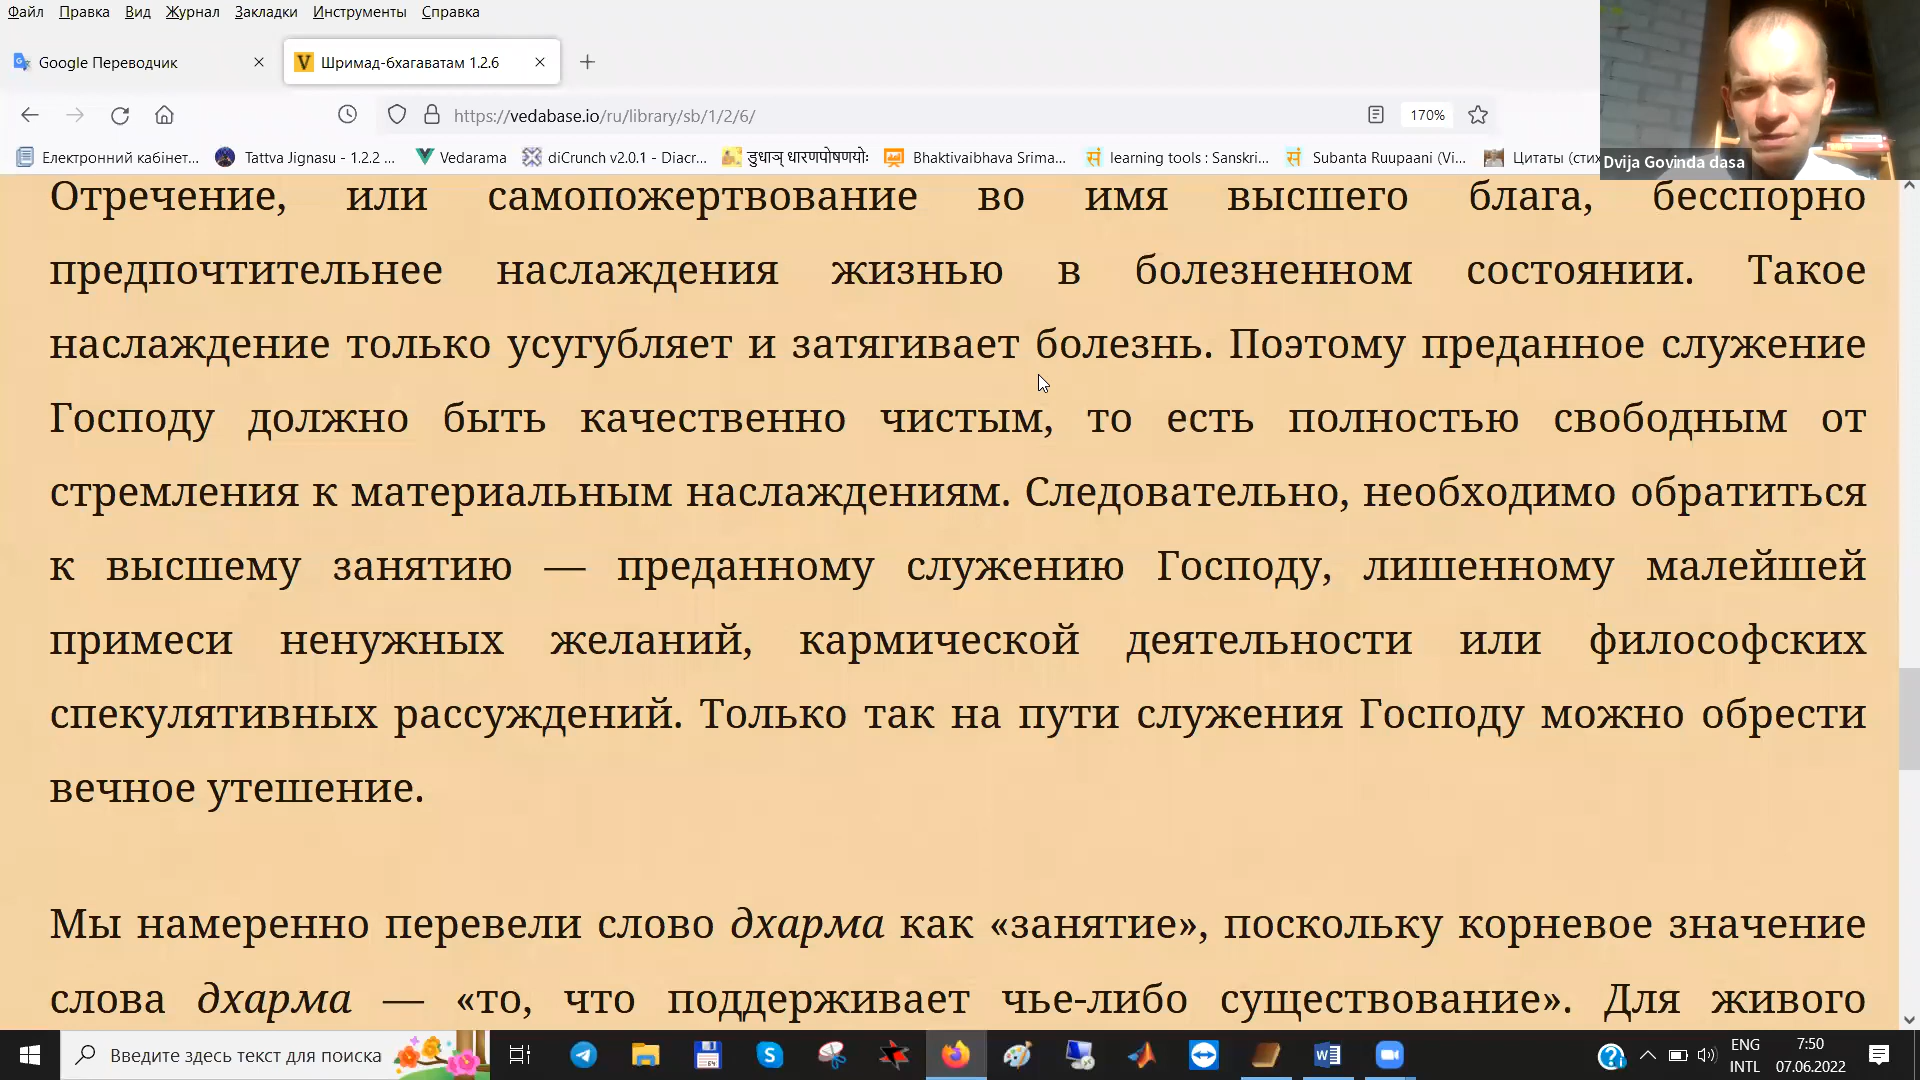 Файл Правка Вид Журнал Закладки Инструменты Справка
Google Переводчик
Шримад-бхагаватам 1.2.6
https://vedabase.io/ru/library/sb/1/2/6/
170%
Електронний кабінет...
Tattva Jignasu - 1.2.2 ...
Vedarama
diCrunch v2.0.1 - Diacr...
डुधाञ् धारणपोषणयोः
Bhaktivaibhava Srima...
learning tools : Sanskri...
Subanta Ruupaani (Vi...
Цитаты (стих
Dvija Govinda dasa
Отречение, или самопожертвование во имя высшего блага, бесспорно
предпочтительнее наслаждения жизнью в болезненном состоянии. Такое
наслаждение только усугубляет и затягивает болезнь. Поэтому преданное служение
Господу должно быть качественно чистым, то есть полностью свободным от
стремления к материальным наслаждениям. Следовательно, необходимо обратиться
к высшему занятию — преданному служению Господу, лишенному малейшей
примеси ненужных желаний, кармической деятельности или философских
спекулятивных рассуждений. Только так на пути служения Господу можно обрести
вечное утешение.
Мы намеренно перевели слово дхарма как «занятие», поскольку корневое значение
слова дхарма — «то, что поддерживает чье-либо существование». Для живого
Введите здесь текст для поиска
ENG
INTL
7:50
07.06.2022